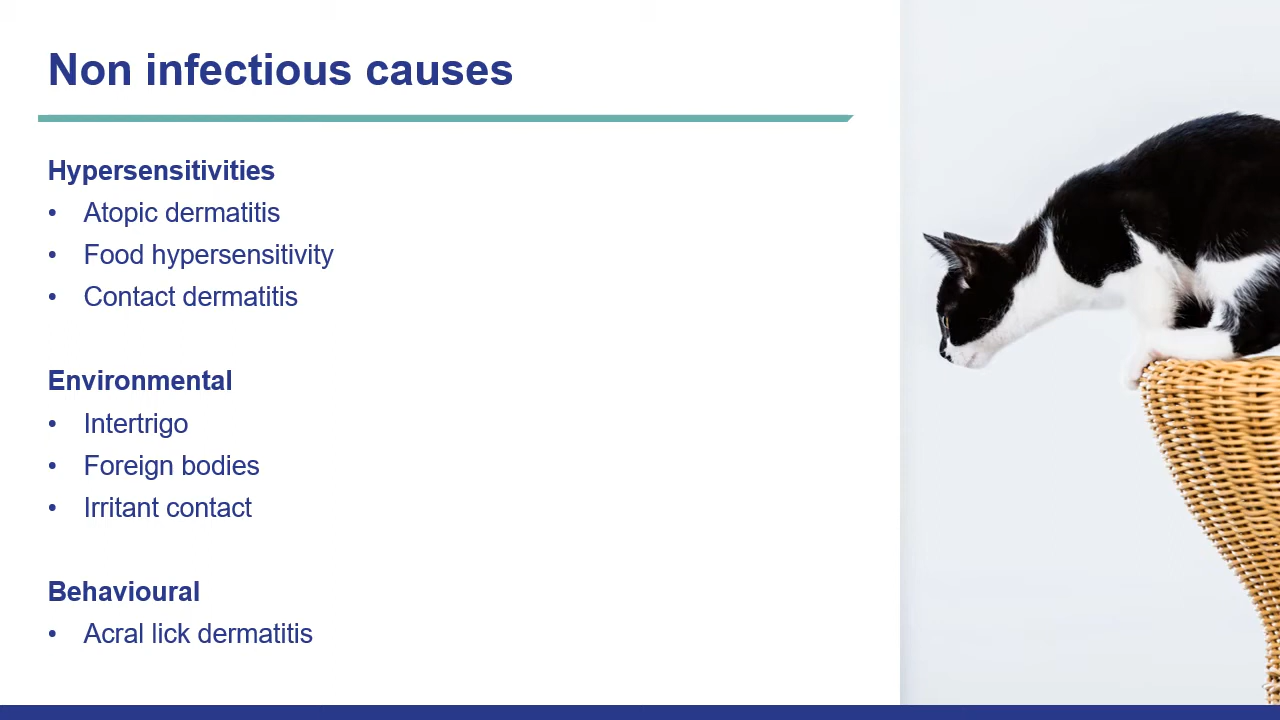 Non infectious causes
Hypersensitivities
• Atopic dermatitis
• Food hypersensitivity
• Contact dermatitis
Environmental
• Intertrigo
• Foreign bodies
• Irritant contact
Behavioural
• Acral lick dermatitis